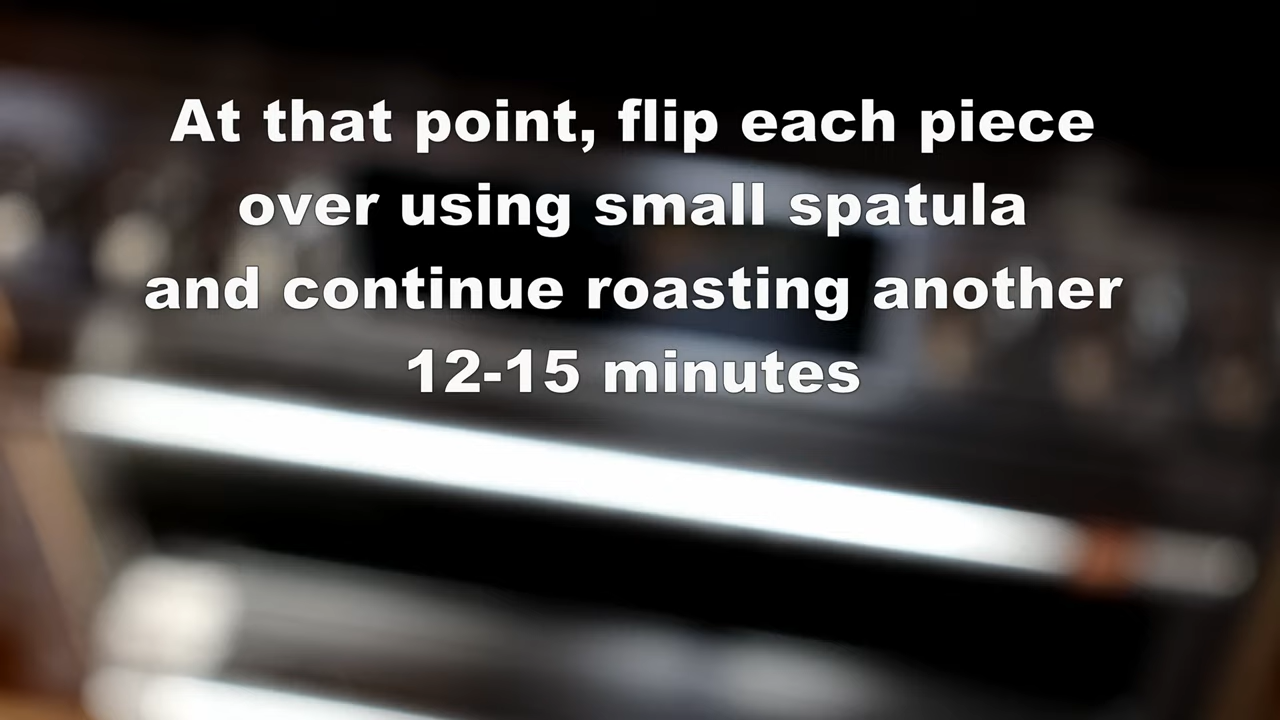 At that point, flip each piece
over using small spatula
and continue roasting another
12-15 minutes